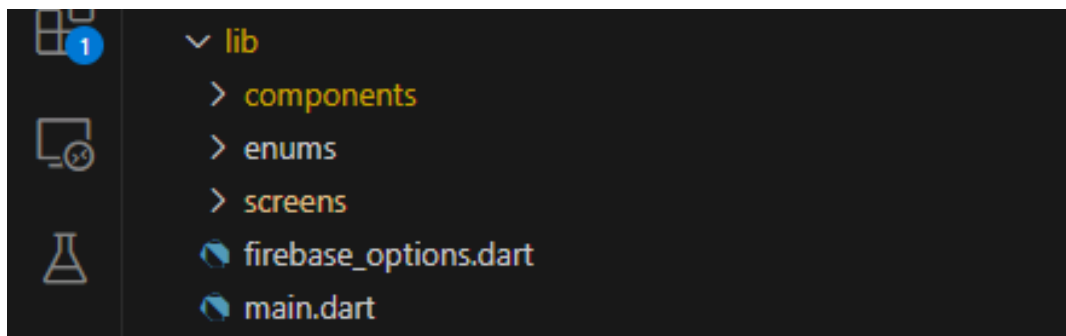 1
lib
components
enums
screens
firebase_options.dart
main.dart